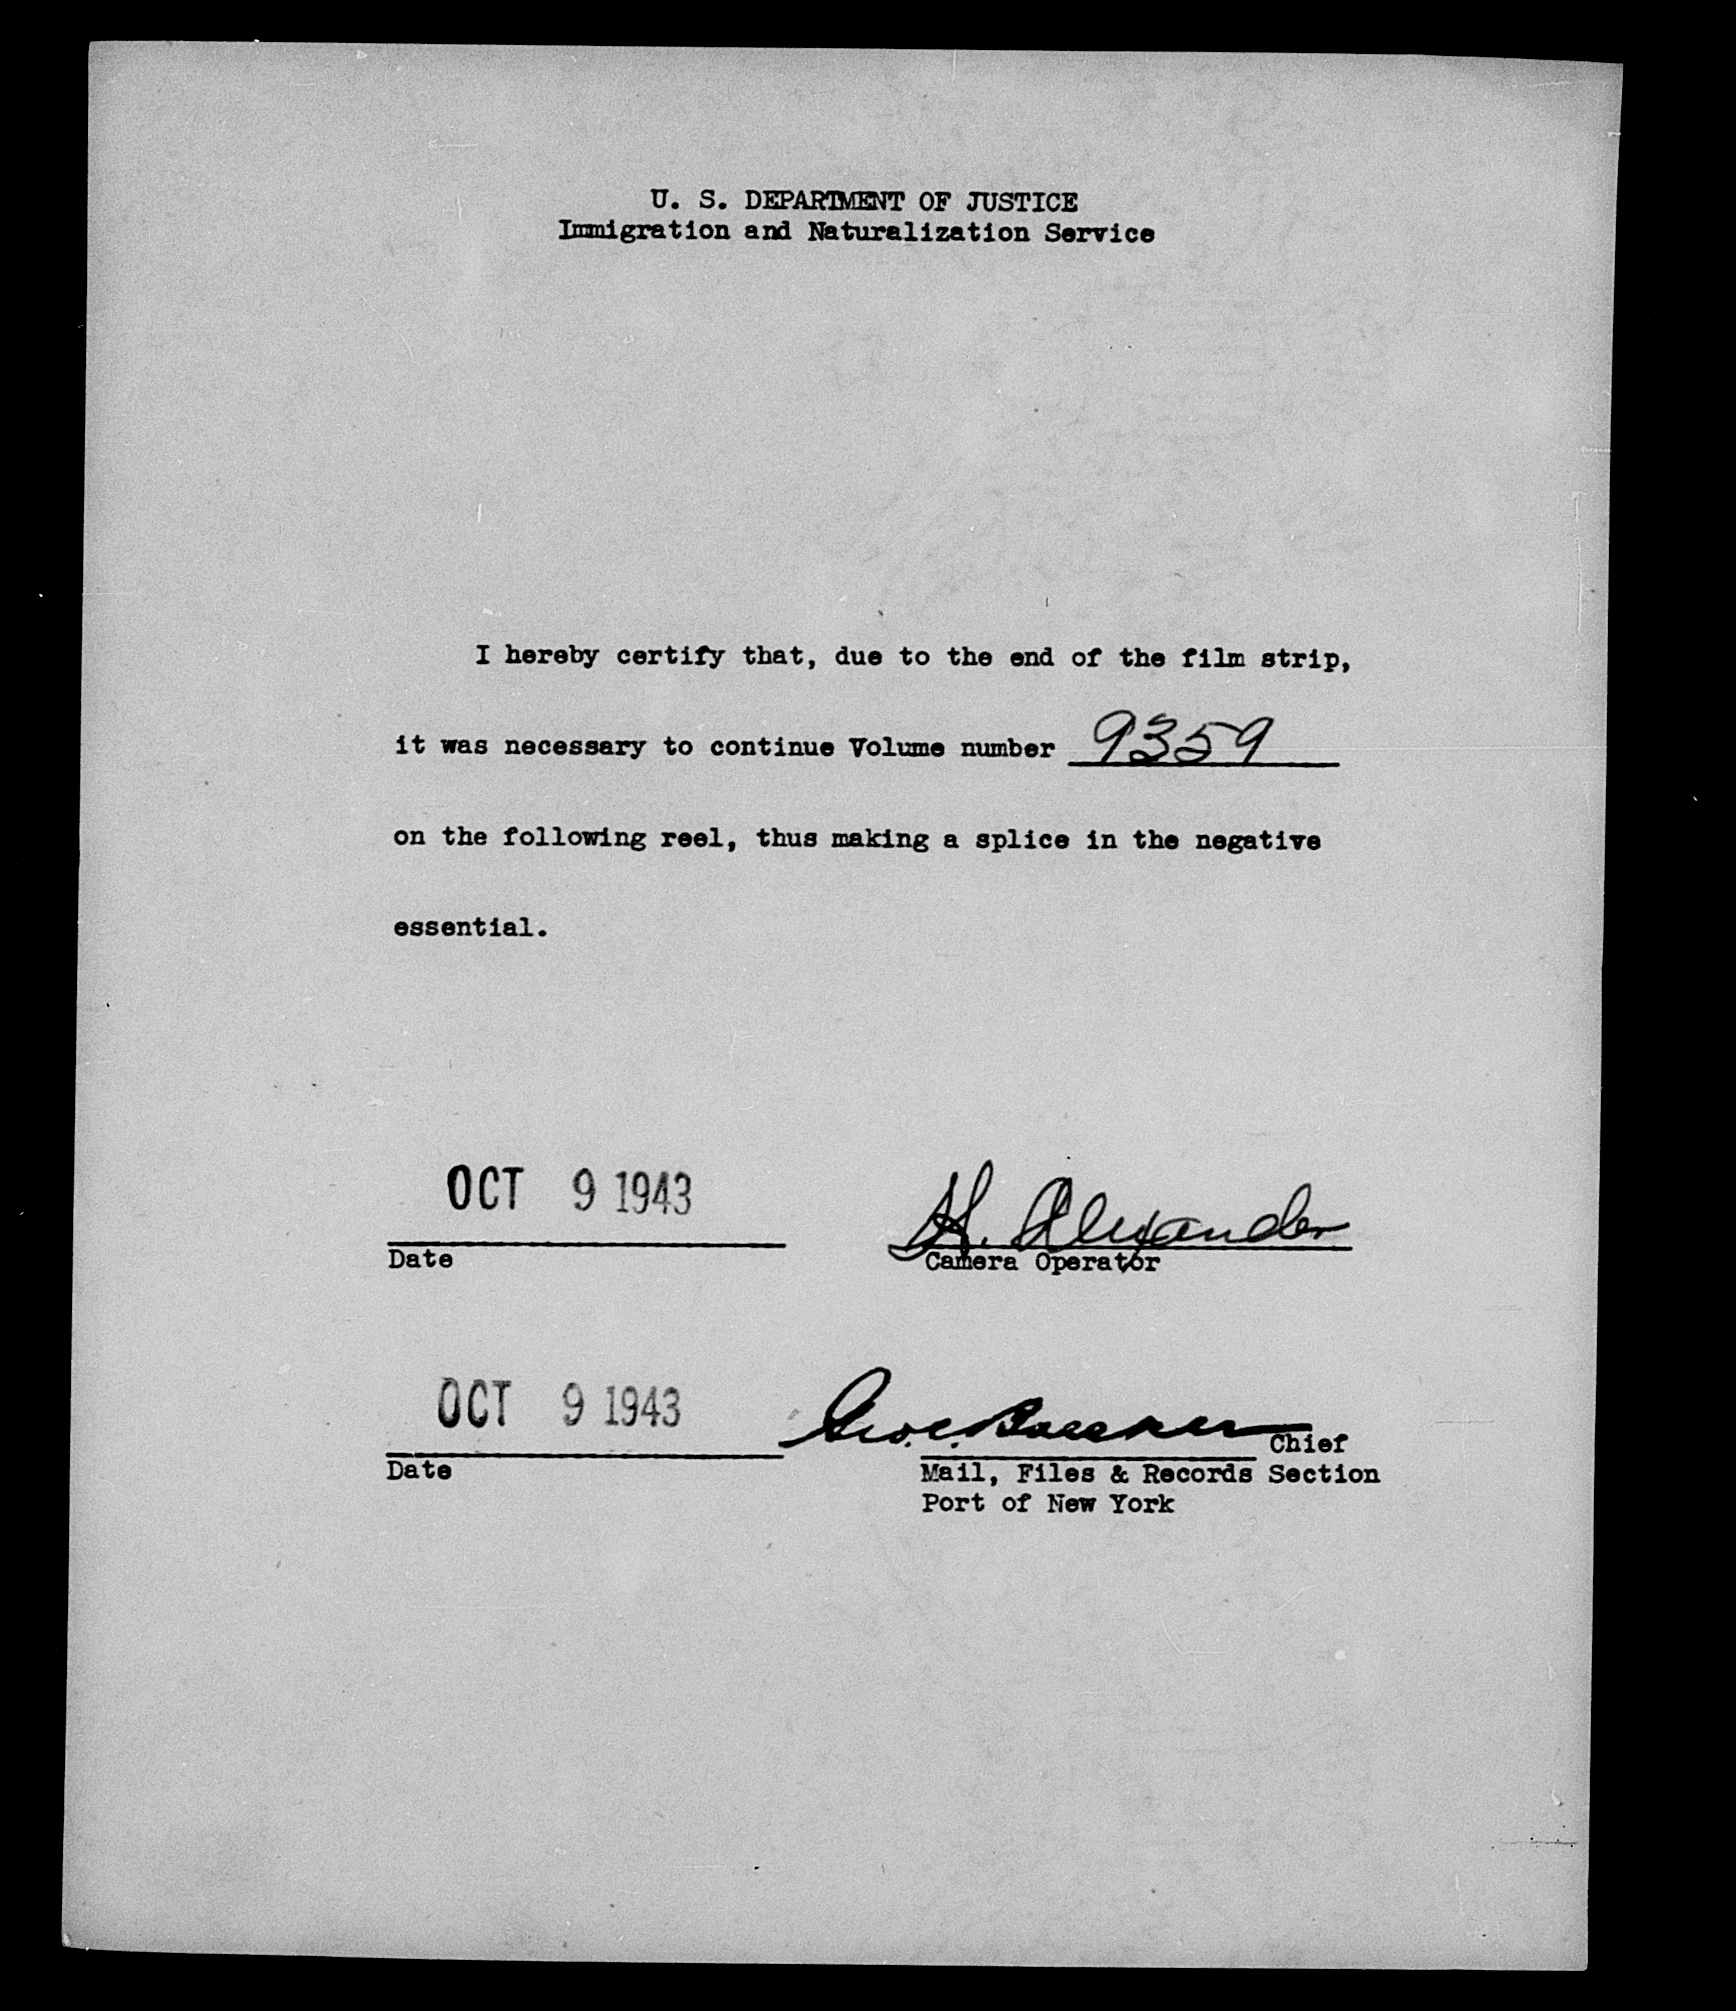 U. S. DEPARTMENT OF JUSTICE
Immigration and Naturalization Service
I hereby certify that, due to the end of the film strip,
it was necessary to continue Volume number 9359
on the following reel, thus making a splice in the negative
essential.
OCT 9 1943
Date
H. Alexander
Camera Operator
OCT 9 1943
Date
Chief
Mail, Files & Records Section
Port of New York